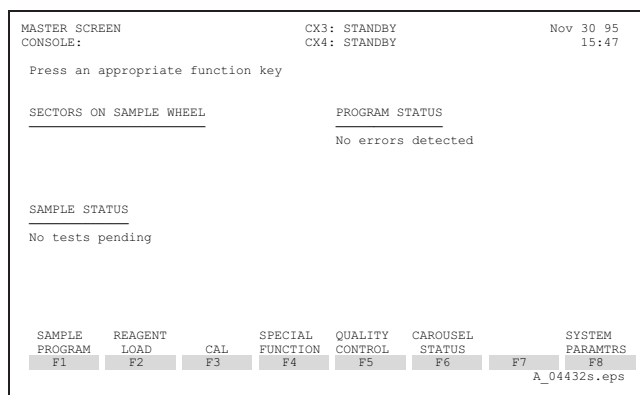 MASTER SCREEN CX3: STANDBY Nov 30 95
CONSOLE: CX4: STANDBY 15:47
Press an appropriate function key
SECTORS ON SAMPLE WHEEL PROGRAM STATUS
No errors detected
SAMPLE STATUS
No tests pending
SAMPLE REAGENT SPECIAL QUALITY CAROUSEL SYSTEM
PROGRAM LOAD CAL FUNCTION CONTROL STATUS PARAMTRS
F1 F2 F3 F4 F5 F6 F7 F8
A_04432s.eps